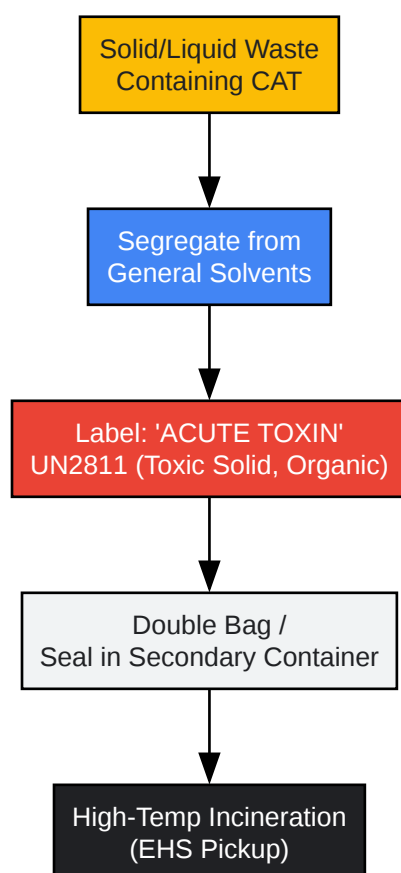 Solid/Liquid Waste
Containing CAT
Segregate from
General Solvents
Label: 'ACUTE TOXIN'
UN2811 (Toxic Solid, Organic)
Double Bag /
Seal in Secondary Container
High-Temp Incineration
(EHS Pickup)